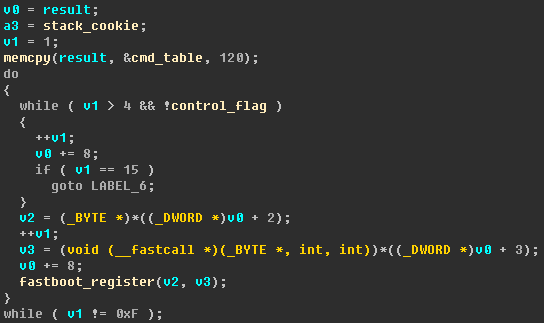 v0 = result;
a3 = stack_cookie;
v1 = 1;
memcpy(result, &cmd_table, 120);
do
{
  while ( v1 > 4 && !control_flag )
  {
    ++v1;
    v0 += 8;
    if ( v1 == 15 )
      goto LABEL_6;
  }
  v2 = (_BYTE *)*((_DWORD *)v0 + 2);
  ++v1;
  v3 = (void (__fastcall *)(_BYTE *, int, int))*((_DWORD *)v0 + 3);
  v0 += 8;
  fastboot_register(v2, v3);
}
while ( v1 != 0xF );